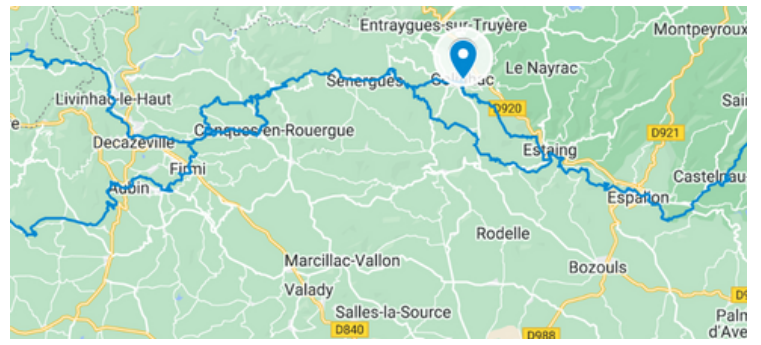 Entraygues-sur-Truyère
Montpeyroux
Le Nayrac
Sénergues
Livinhac-le-Haut
D920
Conques-en-Rouergue
D921
Decazeville
Estaing
Firmi
Aubin
Espalion
Rodelle
Marcillac-Vallon
Bozouls
Valady
Salles-la-Source
D840
D988
d'Ave